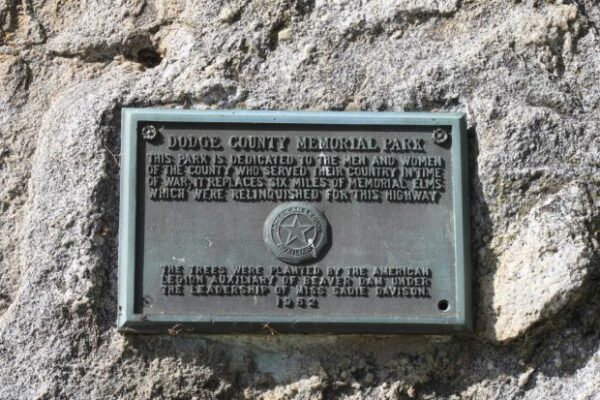 DODGE COUNTY MEMORIAL PARK
THIS PARK IS DEDICATED TO THE MEN AND WOMEN
OF THE COUNTY WHO SERVED THEIR COUNTRY IN TIME
OF WAR. IT REPLACES SIX MILES OF MEMORIAL ELMS
WHICH WERE RELINQUISHED FOR THIS HIGHWAY
THE TREES WERE PLANTED BY THE AMERICAN
LEGION AUXILIARY OF BEAVER DAM UNDER
THE LEADERSHIP OF MISS SADIE DAVISON.
1952